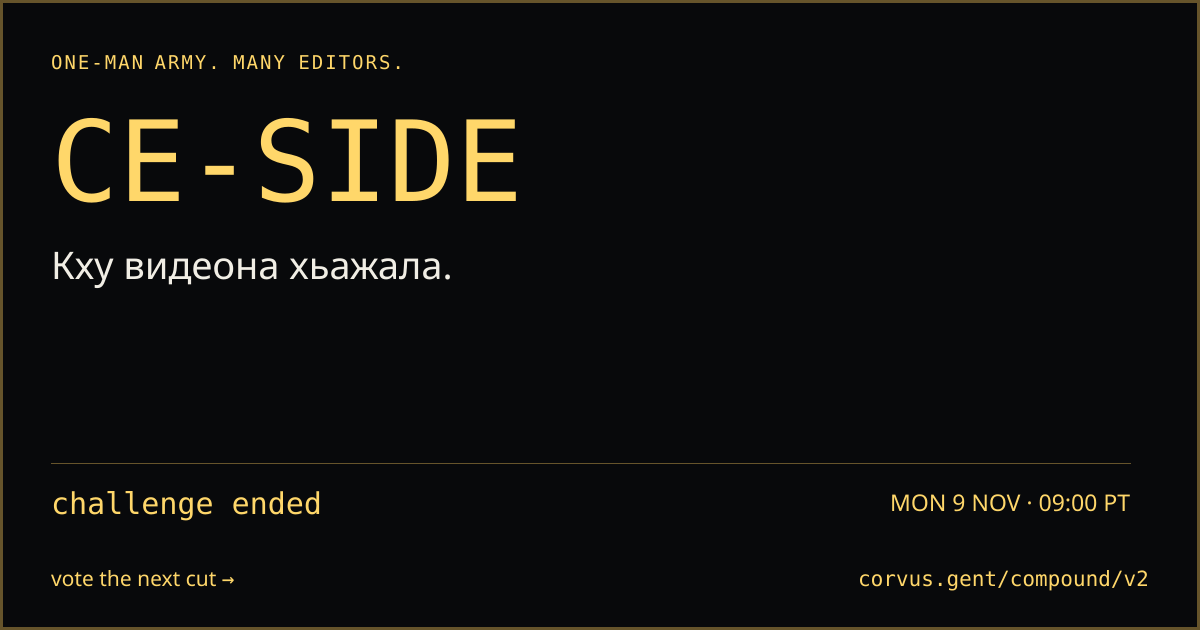 ONE-MAN ARMY. MANY EDITORS.
CE-SIDE
Кху видеона хьажала.
challenge ended
MON 9 NOV · 09:00 PT
vote the next cut →
corvus.gent/compound/v2